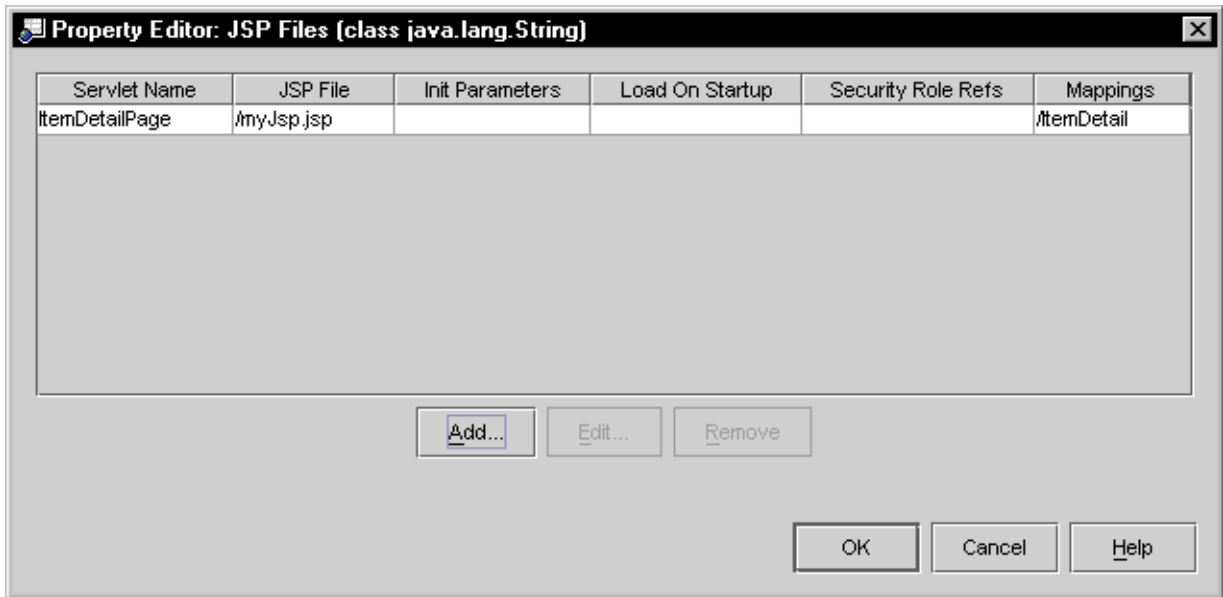 Property Editor: JSP Files (class java.lang.String)
Servlet Name JSP File Init Parameters Load On Startup Security Role Refs Mappings
ItemDetailPage /myJsp.jsp /ItemDetail
Add... Edit... Remove
OK Cancel Help